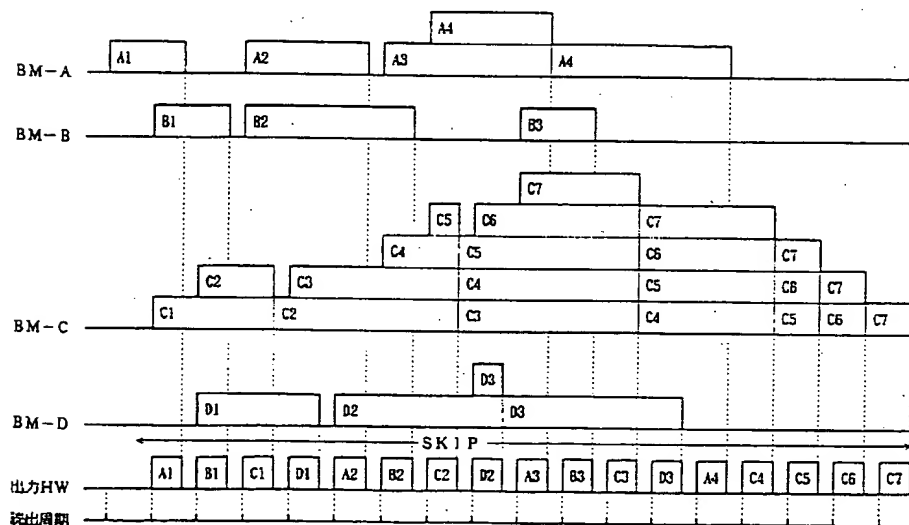 A4
BM-A A1 A2 A3 A4
BM-B B1 B2 B3
C7
C5 C6 C7
C4 C5 C6 C7
C2 C3 C4 C5 C6 C7
BM-C C1 C2 C3 C4 C5 C6 C7
D3
BM-D D1 D2 D3
SKIP
出力HW A1 B1 C1 D1 A2 B2 C2 D2 A3 B3 C3 D3 A4 C4 C5 C6 C7
読出周期